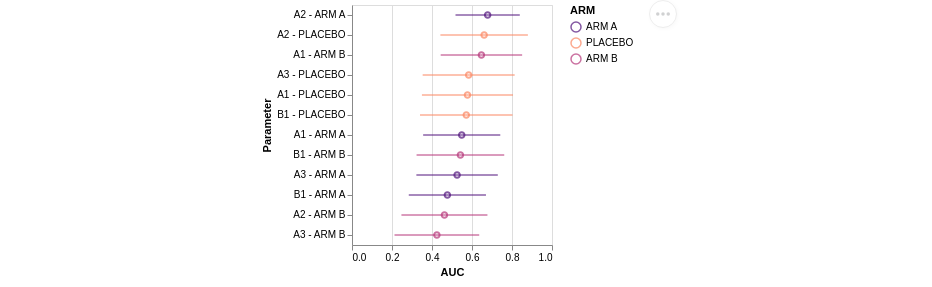 A2 - ARM A
A2 - PLACEBO
A1 - ARM B
A3 - PLACEBO
A1 - PLACEBO
B1 - PLACEBO
A1 - ARM A
B1 - ARM B
A3 - ARM A
B1 - ARM A
A2 - ARM B
A3 - ARM B
Parameter
0.0 0.2 0.4 0.6 0.8 1.0
AUC
ARM
ARM A
PLACEBO
ARM B